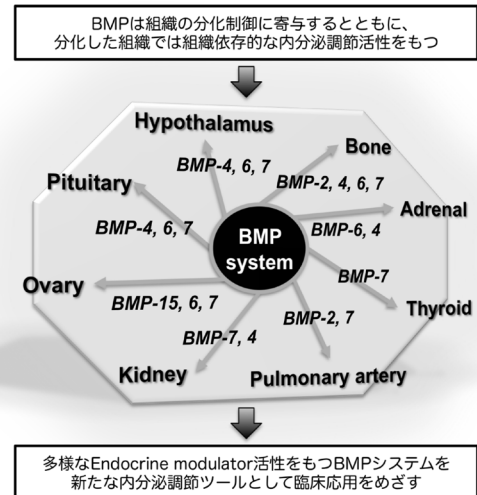 BMPは組織の分化制御に寄与するとともに、
分化した組織では組織依存的な内分泌調節活性をもつ
Hypothalamus
BMP-4, 6, 7
Bone
BMP-2, 4, 6, 7
Pituitary
BMP-4, 6, 7
Adrenal
BMP-6, 4
BMP
system
Ovary
BMP-15, 6, 7
BMP-7
Thyroid
BMP-7, 4
Kidney
BMP-2, 7
Pulmonary artery
多様なEndocrine modulator活性をもつBMPシステムを
新たな内分泌調節ツールとして臨床応用をめざす